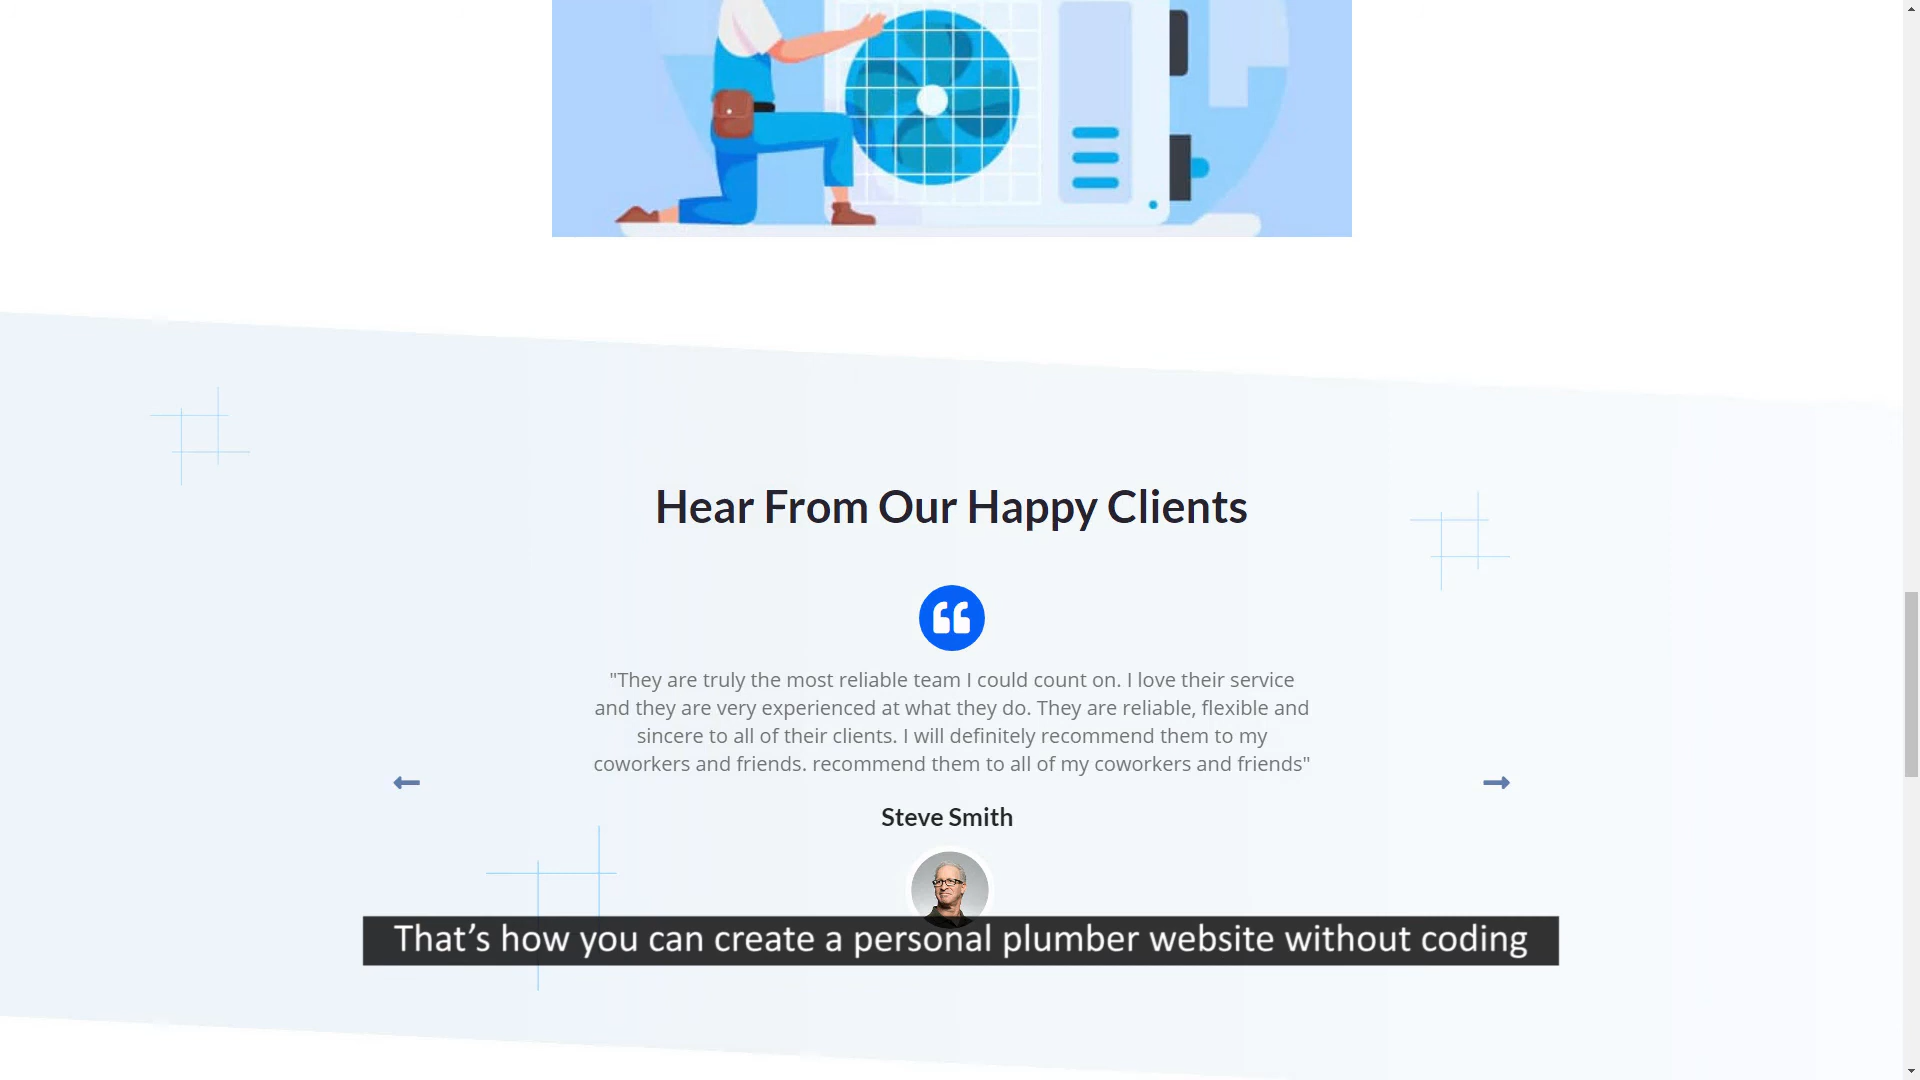 Hear From Our Happy Clients
"They are truly the most reliable team I could count on. I love their service
and they are very experienced at what they do. They are reliable, flexible and
sincere to all of their clients. I will definitely recommend them to my
coworkers and friends. recommend them to all of my coworkers and friends"
Steve Smith
That’s how you can create a personal plumber website without coding